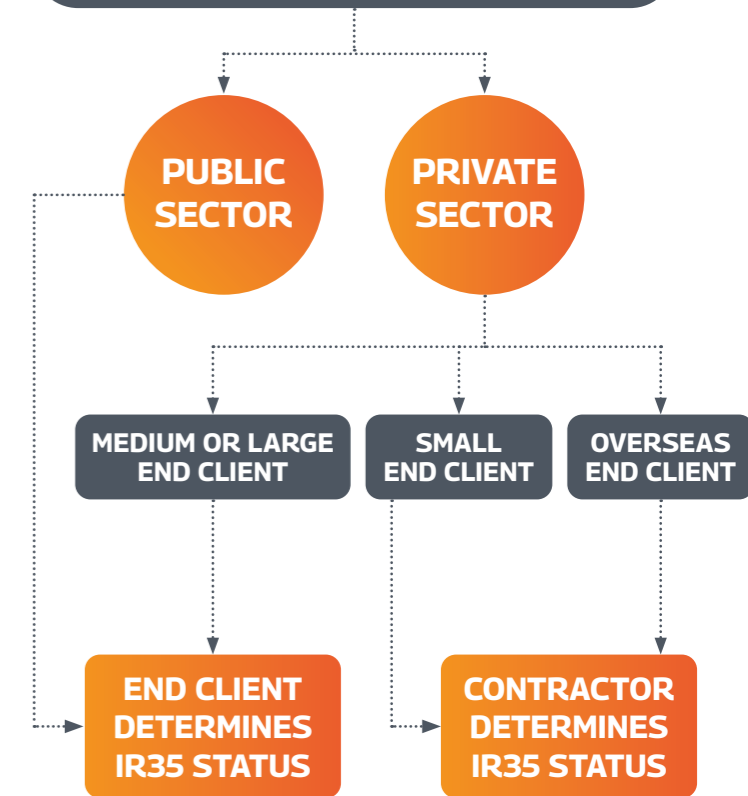 PUBLIC
SECTOR
PRIVATE
SECTOR
MEDIUM OR LARGE
END CLIENT
SMALL
END CLIENT
OVERSEAS
END CLIENT
END CLIENT
DETERMINES
IR35 STATUS
CONTRACTOR
DETERMINES
IR35 STATUS